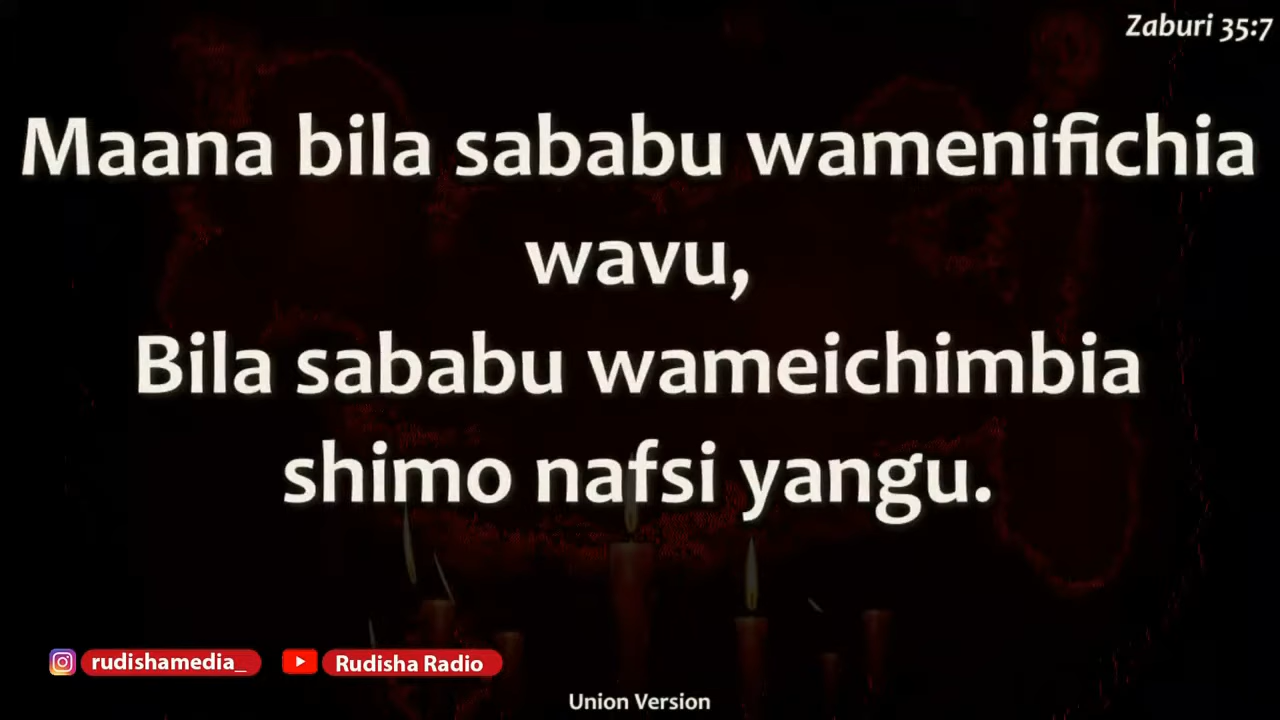 Zaburi 35:7
Maana bila sababu wamenifichia
wavu,
Bila sababu wameichimbia
shimo nafsi yangu.
rudishamedia_ Rudisha Radio
Union Version